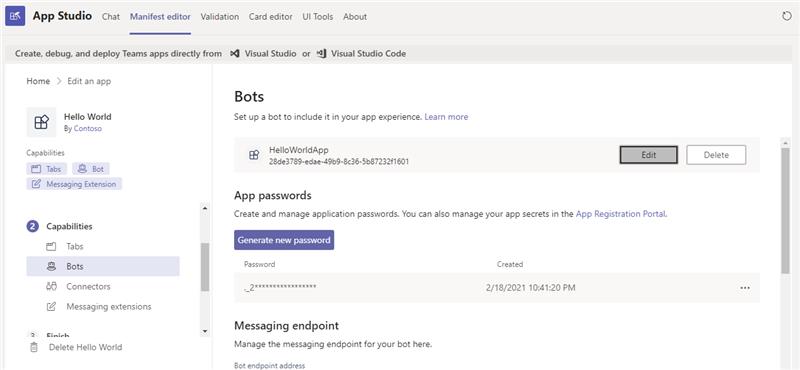 App Studio Chat Manifest editor Validation Card editor UI Tools About
Create, debug, and deploy Teams apps directly from Visual Studio or Visual Studio Code
Home > Edit an app
Hello World
By Contoso
Capabilities
Tabs Bot
Messaging Extension
2 Capabilities
Tabs
Bots
Connectors
Messaging extensions
3 Finish
Delete Hello World
Bots
Set up a bot to include it in your app experience. Learn more
HelloWorldApp
28de3789-edae-49b9-8c36-5b87232f1601
Edit Delete
App passwords
Create and manage application passwords. You can also manage your app secrets in the App Registration Portal.
Generate new password
Password Created
._2***************** 2/18/2021 10:41:20 PM ...
Messaging endpoint
Manage the messaging endpoint for your bot here.
Bot endpoint address